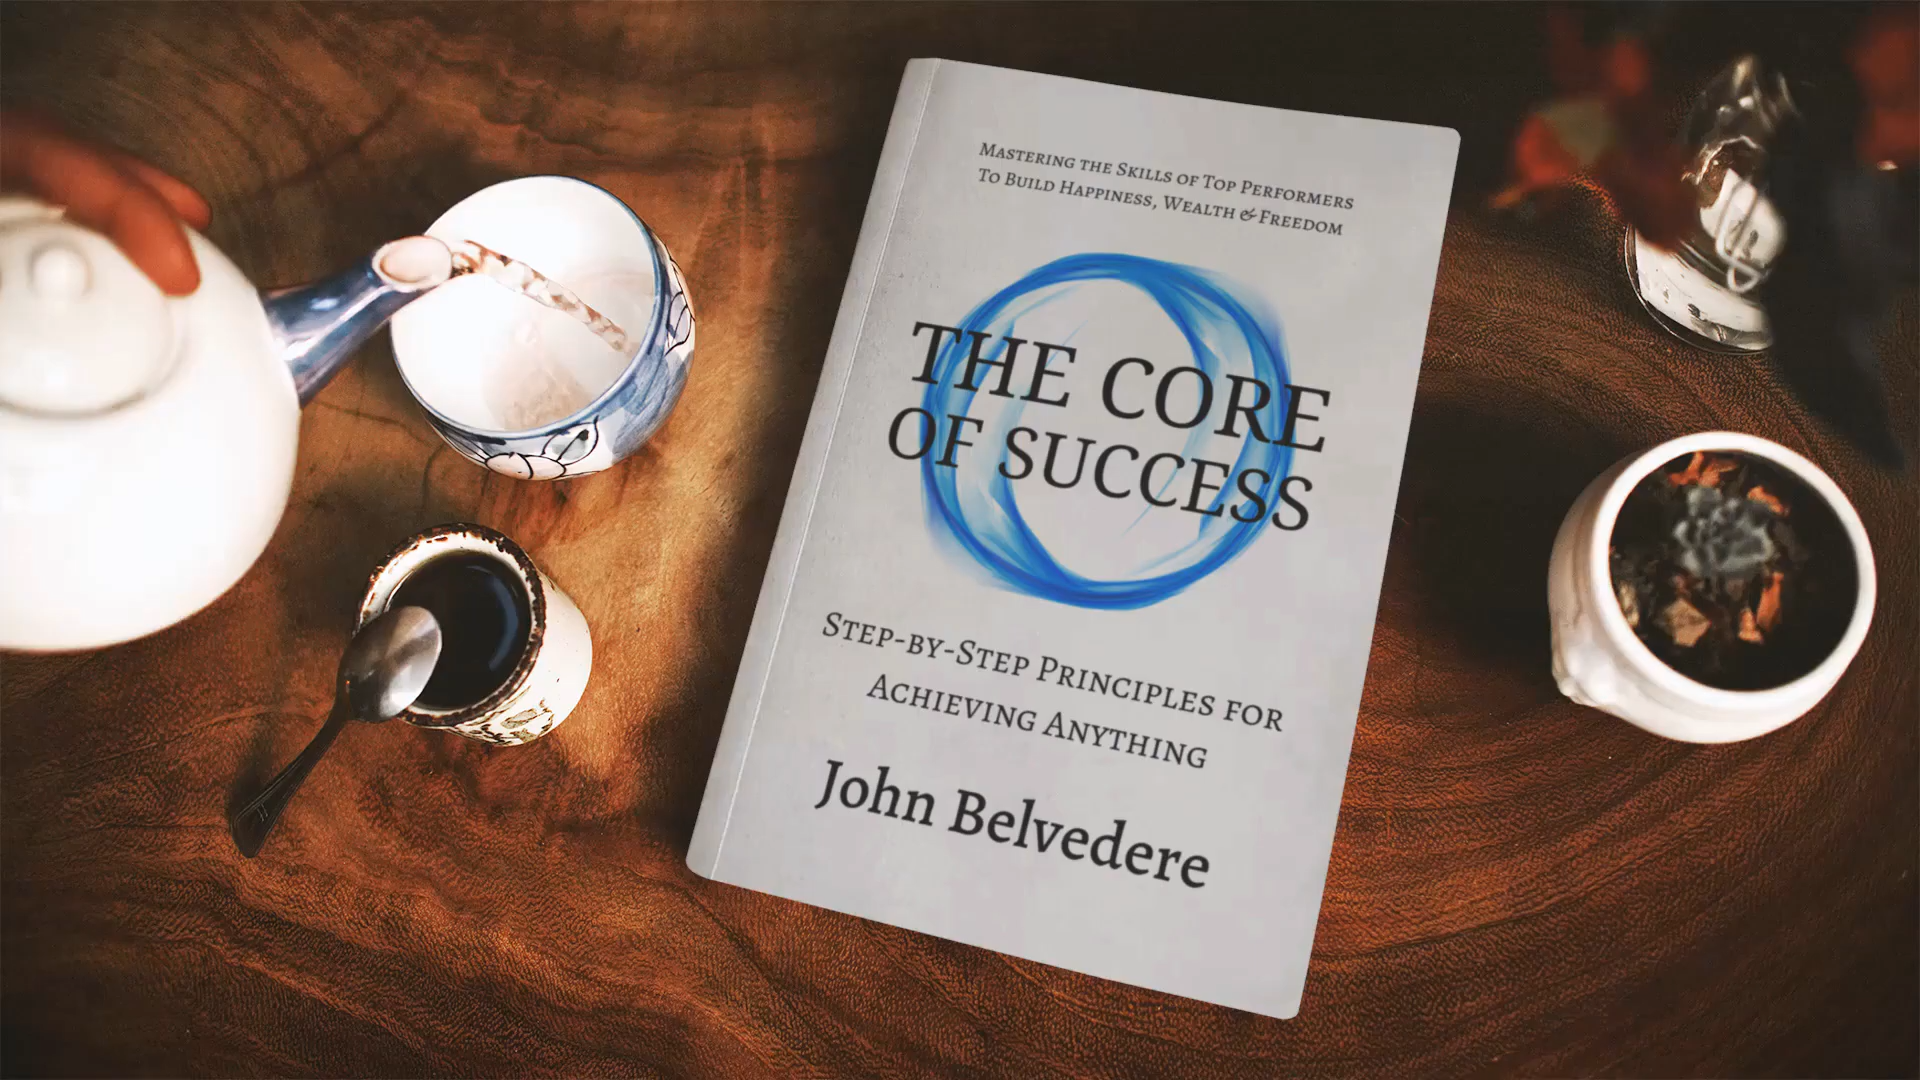 Mastering the Skills of Top Performers
To Build Happiness, Wealth & Freedom
THE CORE
OF SUCCESS
Step-by-Step Principles for
Achieving Anything
John Belvedere